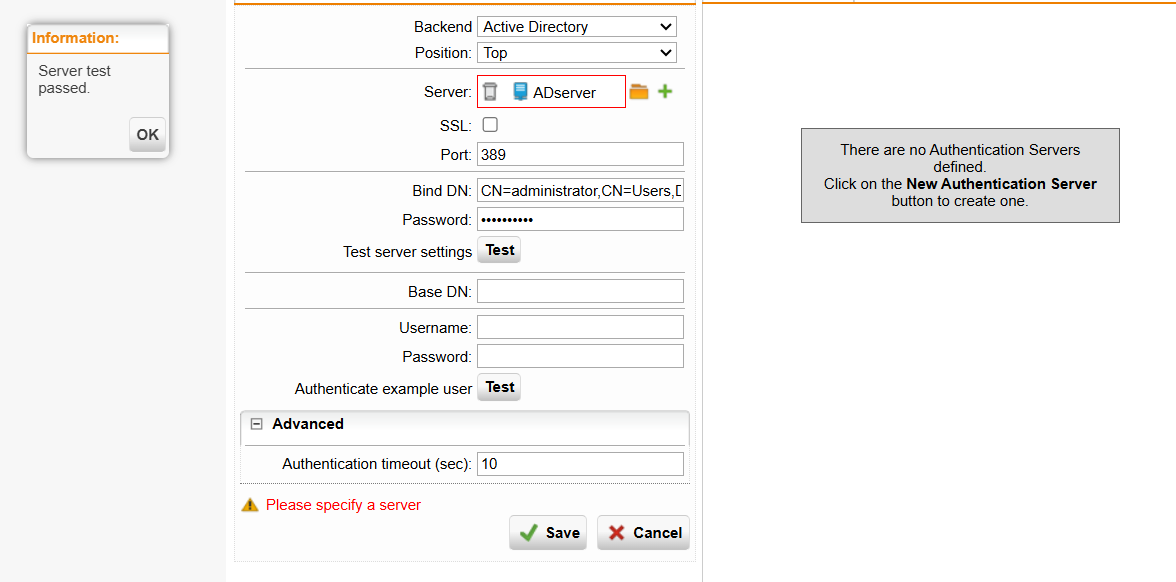 Information:
Server test
passed.
OK
Backend Active Directory
Position: Top
Server: ADserver
SSL:
Port: 389
Bind DN: CN=administrator,CN=Users,D
Password: ••••••••••
Test server settings Test
Base DN:
Username:
Password:
Authenticate example user Test
Advanced
Authentication timeout (sec): 10
Please specify a server
Save Cancel
There are no Authentication Servers
defined.
Click on the New Authentication Server
button to create one.